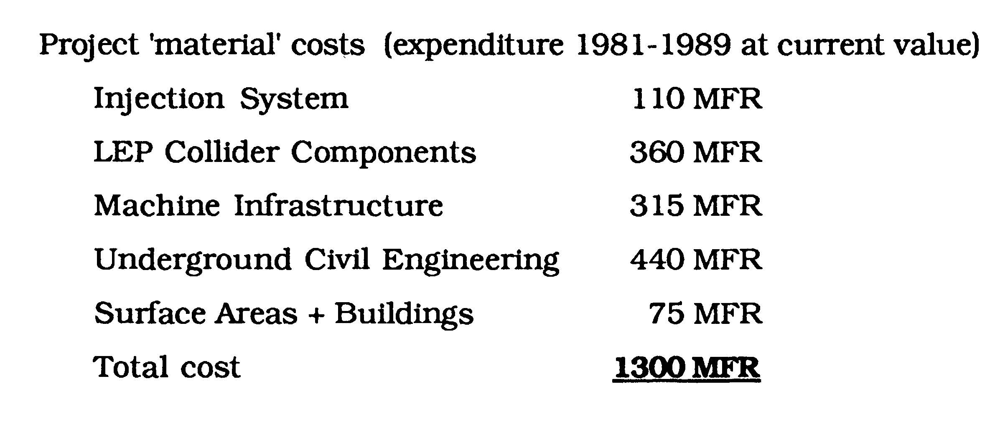 Project 'material' costs (expenditure 1981-1989 at current value)
Injection System 110 MFR
LEP Collider Components 360 MFR
Machine Infrastructure 315 MFR
Underground Civil Engineering 440 MFR
Surface Areas + Buildings 75 MFR
Total cost 1300 MFR